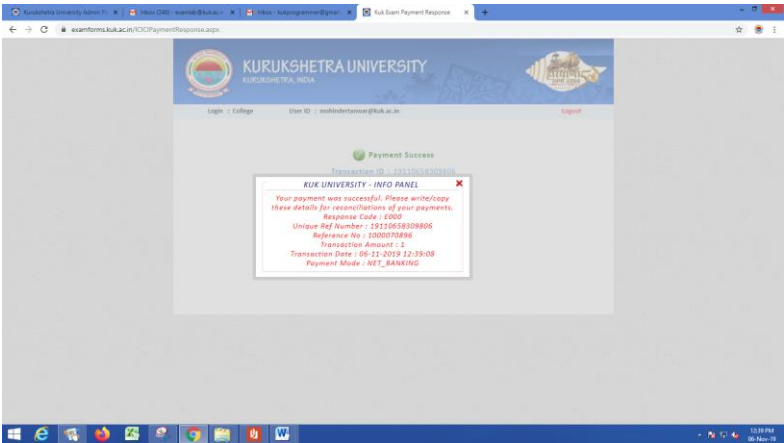 Kurukshetra University Admin Pa
Inbox (248) - examlab@kuk.ac.in
Inbox - kukprogrammer@gmail.
Kuk Exam Payment Response
examforms.kuk.ac.in/ICICIPaymentResponse.aspx
KURUKSHETRA UNIVERSITY
KURUKSHETRA, INDIA
Login : College User ID : mohindertanwar@kuk.ac.in Logout
Payment Success
Transaction ID : 19110658309806
KUK UNIVERSITY - INFO PANEL
Your payment was successful. Please write/copy
these details for reconciliations of your payments.
Response Code : E000
Unique Ref Number : 19110658309806
Reference No : 1000070896
Transaction Amount : 1
Transaction Date : 06-11-2019 12:39:08
Payment Mode : NET_BANKING
12:39 PM
06-Nov-19